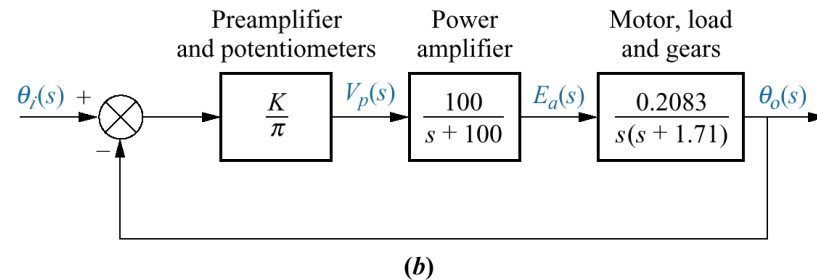 Preamplifier
and potentiometers
Power
amplifier
Motor, load
and gears
θi(s)
+
−
K
π
Vp(s)
100
s + 100
Ea(s)
0.2083
s(s + 1.71)
θo(s)
(b)